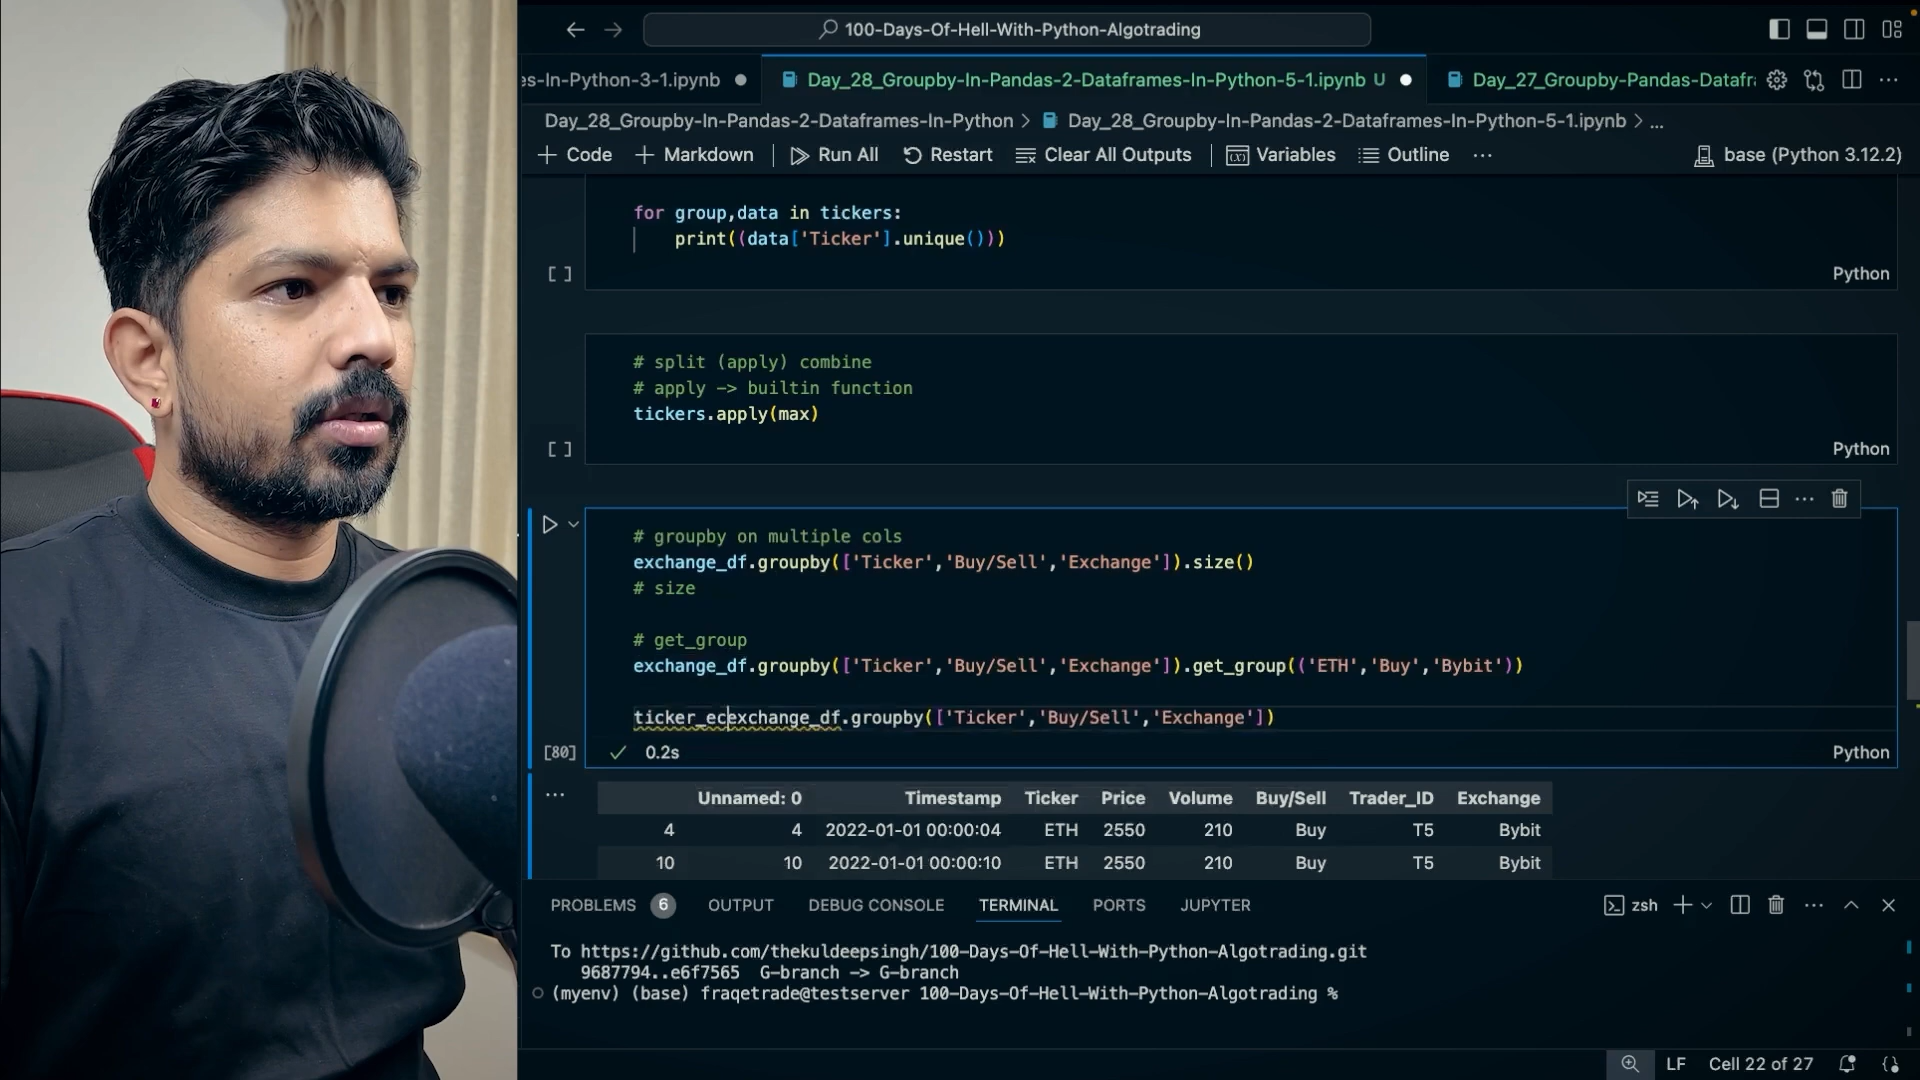 100-Days-Of-Hell-With-Python-Algotrading
s-In-Python-3-1.ipynb
Day_28_Groupby-In-Pandas-2-Dataframes-In-Python-5-1.ipynb U
Day_27_Groupby-Pandas-Datafr
Day_28_Groupby-In-Pandas-2-Dataframes-In-Python > Day_28_Groupby-In-Pandas-2-Dataframes-In-Python-5-1.ipynb > ...
+ Code + Markdown Run All Restart Clear All Outputs Variables Outline ... base (Python 3.12.2)
for group,data in tickers:
print((data['Ticker'].unique()))
[ ] Python
# split (apply) combine
# apply -> builtin function
tickers.apply(max)
[ ] Python
# groupby on multiple cols
exchange_df.groupby(['Ticker','Buy/Sell','Exchange']).size()
# size
# get_group
exchange_df.groupby(['Ticker','Buy/Sell','Exchange']).get_group(('ETH','Buy','Bybit'))
ticker_ecexchange_df.groupby(['Ticker','Buy/Sell','Exchange'])
[80] 0.2s Python
Unnamed: 0 Timestamp Ticker Price Volume Buy/Sell Trader_ID Exchange
4 4 2022-01-01 00:00:04 ETH 2550 210 Buy T5 Bybit
10 10 2022-01-01 00:00:10 ETH 2550 210 Buy T5 Bybit
PROBLEMS 6 OUTPUT DEBUG CONSOLE TERMINAL PORTS JUPYTER zsh
To https://github.com/thekuldeepsingh/100-Days-Of-Hell-With-Python-Algotrading.git
9687794..e6f7565 G-branch -> G-branch
(myenv) (base) fraqetrade@testserver 100-Days-Of-Hell-With-Python-Algotrading %
LF Cell 22 of 27